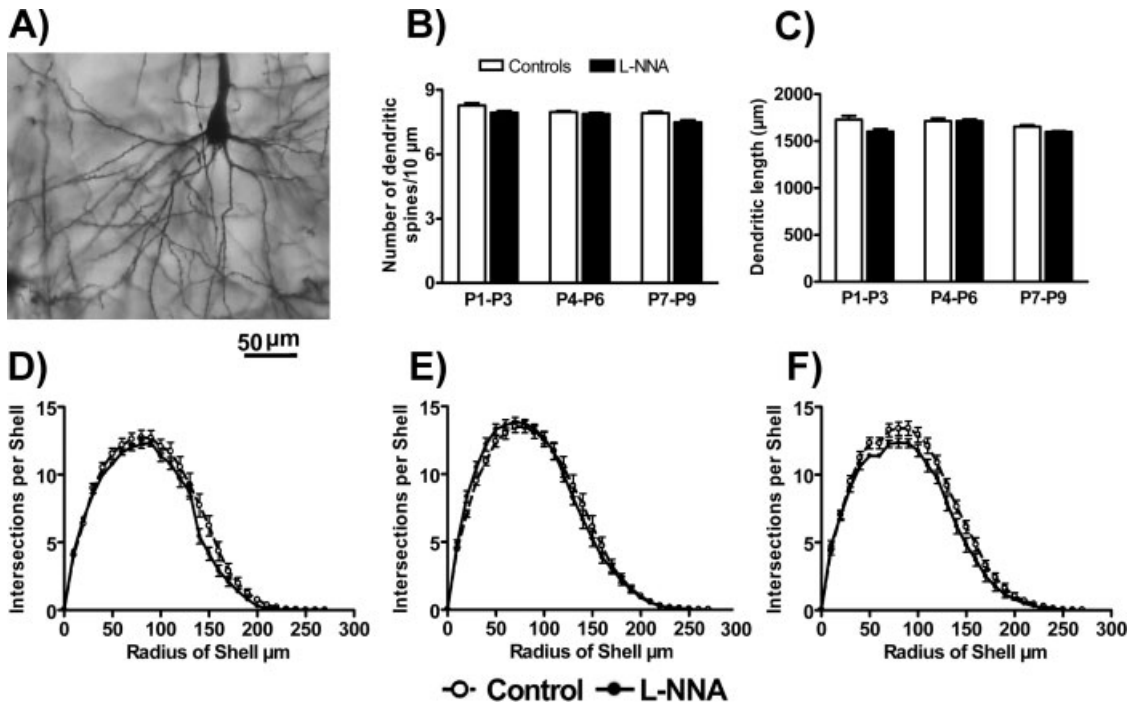 A)
50 µm
B)
Controls L-NNA
Number of dendritic
spines/10 µm
9
6
3
0
P1-P3 P4-P6 P7-P9
C)
Dendritic length (µm)
2000
1500
1000
500
0
P1-P3 P4-P6 P7-P9
D)
Intersections per Shell
15
10
5
0
0 50 100 150 200 250 300
Radius of Shell µm
E)
Intersections per Shell
15
10
5
0
0 50 100 150 200 250 300
Radius of Shell µm
F)
Intersections per Shell
15
10
5
0
0 50 100 150 200 250 300
Radius of Shell µm
Control L-NNA